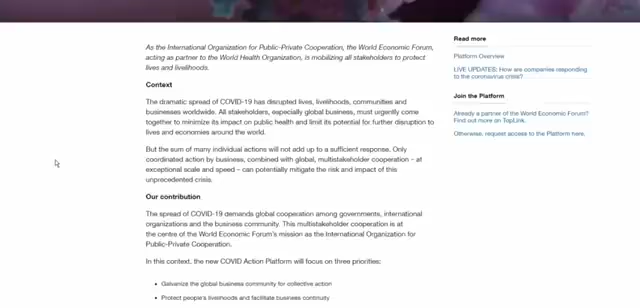 As the International Organization for Public-Private Cooperation, the World Economic Forum,
acting as partner to the World Health Organization, is mobilizing all stakeholders to protect
lives and livelihoods.
Context
The dramatic spread of COVID-19 has disrupted lives, livelihoods, communities and
businesses worldwide. All stakeholders, especially global business, must urgently come
together to minimize its impact on public health and limit its potential for further disruption to
lives and economies around the world.
But the sum of many individual actions will not add up to a sufficient response. Only
coordinated action by business, combined with global, multistakeholder cooperation – at
exceptional scale and speed – can potentially mitigate the risk and impact of this
unprecedented crisis.
Our contribution
The spread of COVID-19 demands global cooperation among governments, international
organizations and the business community. This multistakeholder cooperation is at
the centre of the World Economic Forum's mission as the International Organization for
Public-Private Cooperation.
In this context, the new COVID Action Platform will focus on three priorities:
• Galvanize the global business community for collective action
• Protect people's livelihoods and facilitate business continuity
Read more
Platform Overview
LIVE UPDATES: How are companies responding
to the coronavirus crisis?
Join the Platform
Already a partner of the World Economic Forum?
Find out more on TopLink.
Otherwise, request access to the Platform here.